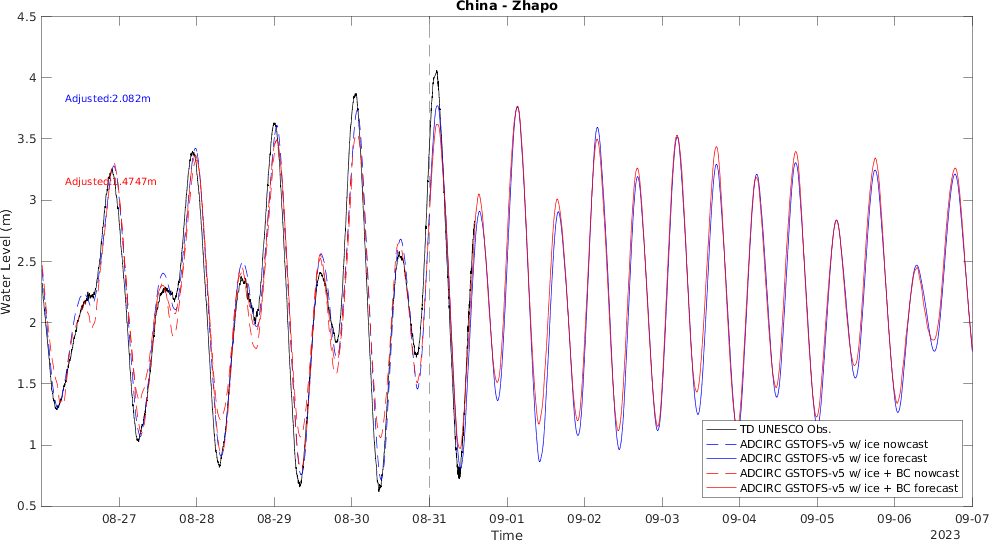 China - Zhapo
4.5
4
3.5
3
2.5
2
1.5
1
0.5
Water Level (m)
Adjusted:2.082m
Adjusted:1.4747m
TD UNESCO Obs.
ADCIRC GSTOFS-v5 w/ ice nowcast
ADCIRC GSTOFS-v5 w/ ice forecast
ADCIRC GSTOFS-v5 w/ ice + BC nowcast
ADCIRC GSTOFS-v5 w/ ice + BC forecast
08-27 08-28 08-29 08-30 08-31 09-01 09-02 09-03 09-04 09-05 09-06 09-07
Time
2023